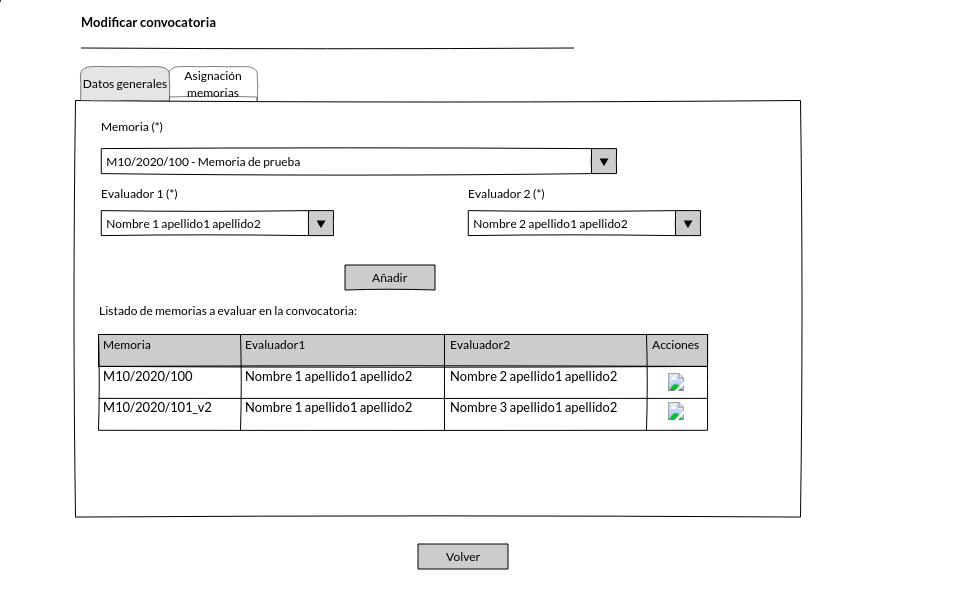 Modificar convocatoria
Datos generales
Asignación
memorias
Memoria (*)
M10/2020/100 - Memoria de prueba
Evaluador 1 (*) Evaluador 2 (*)
Nombre 1 apellido1 apellido2 Nombre 2 apellido1 apellido2
Añadir
Listado de memorias a evaluar en la convocatoria:
Memoria Evaluador1 Evaluador2 Acciones
M10/2020/100 Nombre 1 apellido1 apellido2 Nombre 2 apellido1 apellido2
M10/2020/101_v2 Nombre 1 apellido1 apellido2 Nombre 3 apellido1 apellido2
Volver